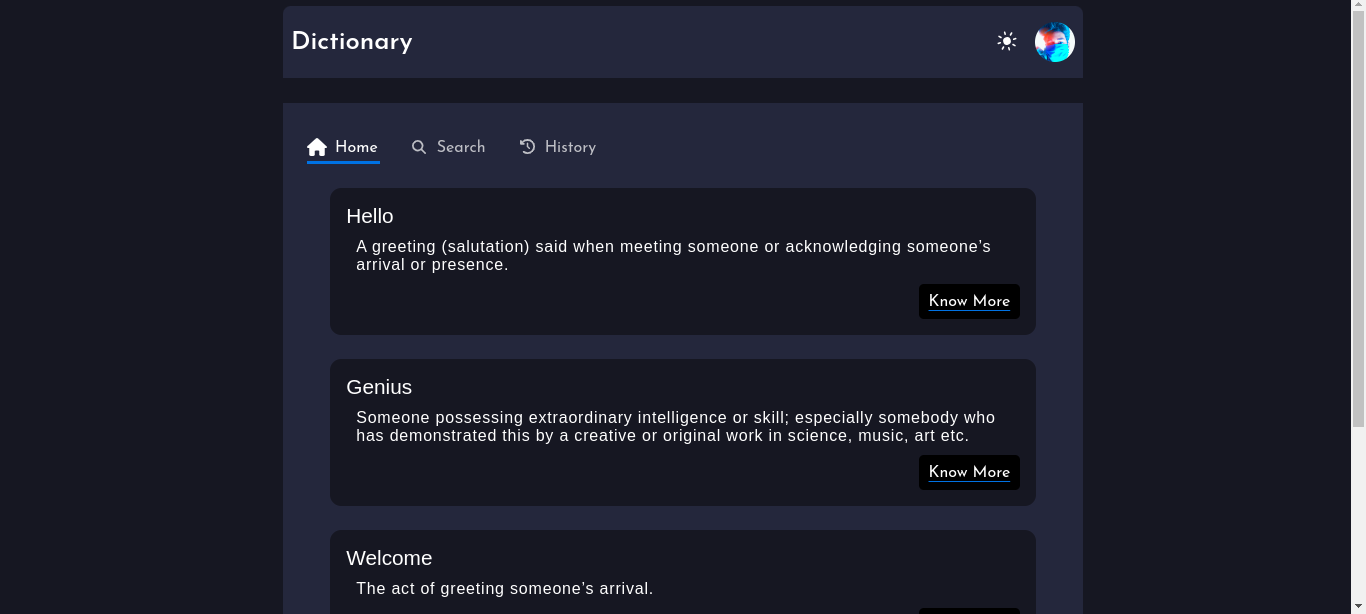 Dictionary
Home
Search
History
Hello
A greeting (salutation) said when meeting someone or acknowledging someone’s
arrival or presence.
Know More
Genius
Someone possessing extraordinary intelligence or skill; especially somebody who
has demonstrated this by a creative or original work in science, music, art etc.
Know More
Welcome
The act of greeting someone’s arrival.